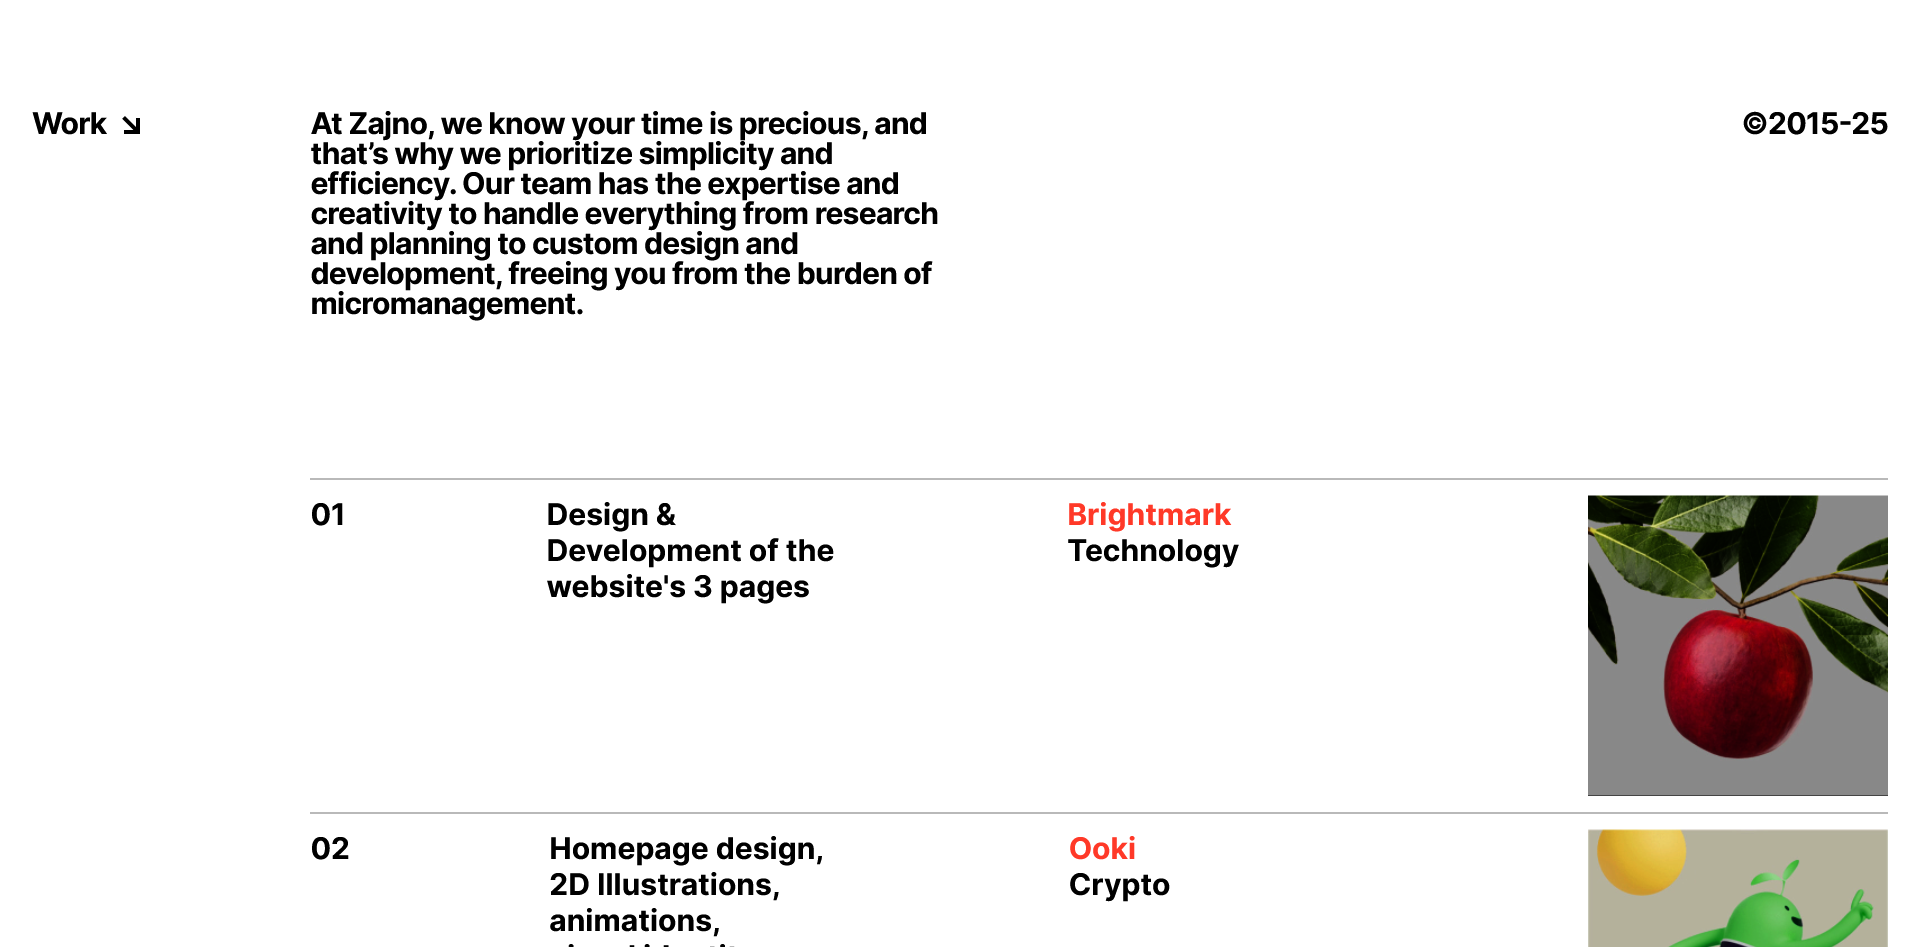 Work ↘
At Zajno, we know your time is precious, and
that’s why we prioritize simplicity and
efficiency. Our team has the expertise and
creativity to handle everything from research
and planning to custom design and
development, freeing you from the burden of
micromanagement.
©2015-25
01
Design &
Development of the
website's 3 pages
Brightmark
Technology
02
Homepage design,
2D Illustrations,
animations,
Ooki
Crypto